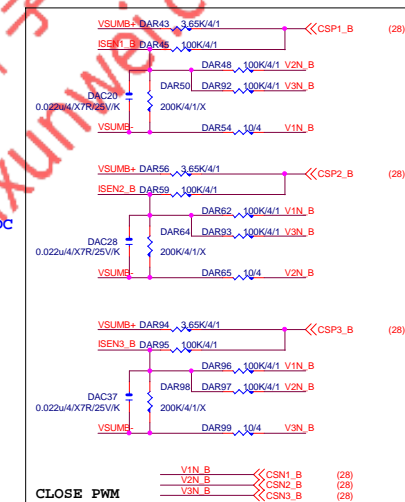 VSUMB+ DAR43 3.65K/4/1 CSP1_B (28)
ISEN1_B DAR45 100K/4/1
DAR48 100K/4/1 V2N_B
DAR50 DAR92 100K/4/1 V3N_B
DAC20
0.022u/4/X7R/25V/K 200K/4/1/X
VSUMB- DAR54 10/4 V1N_B
VSUMB+ DAR56 3.65K/4/1 CSP2_B (28)
ISEN2_B DAR59 100K/4/1
DAR62 100K/4/1 V1N_B
DAR64 DAR93 100K/4/1 V3N_B
DAC28
0.022u/4/X7R/25V/K 200K/4/1/X
VSUMB- DAR65 10/4 V2N_B
VSUMB+ DAR94 3.65K/4/1 CSP3_B (28)
ISEN3_B DAR95 100K/4/1
DAR96 100K/4/1 V1N_B
DAR98 DAR97 100K/4/1 V2N_B
DAC37
0.022u/4/X7R/25V/K 200K/4/1/X
VSUMB- DAR99 10/4 V3N_B
V1N_B CSN1_B (28)
V2N_B CSN2_B (28)
V3N_B CSN3_B (28)
CLOSE PWM